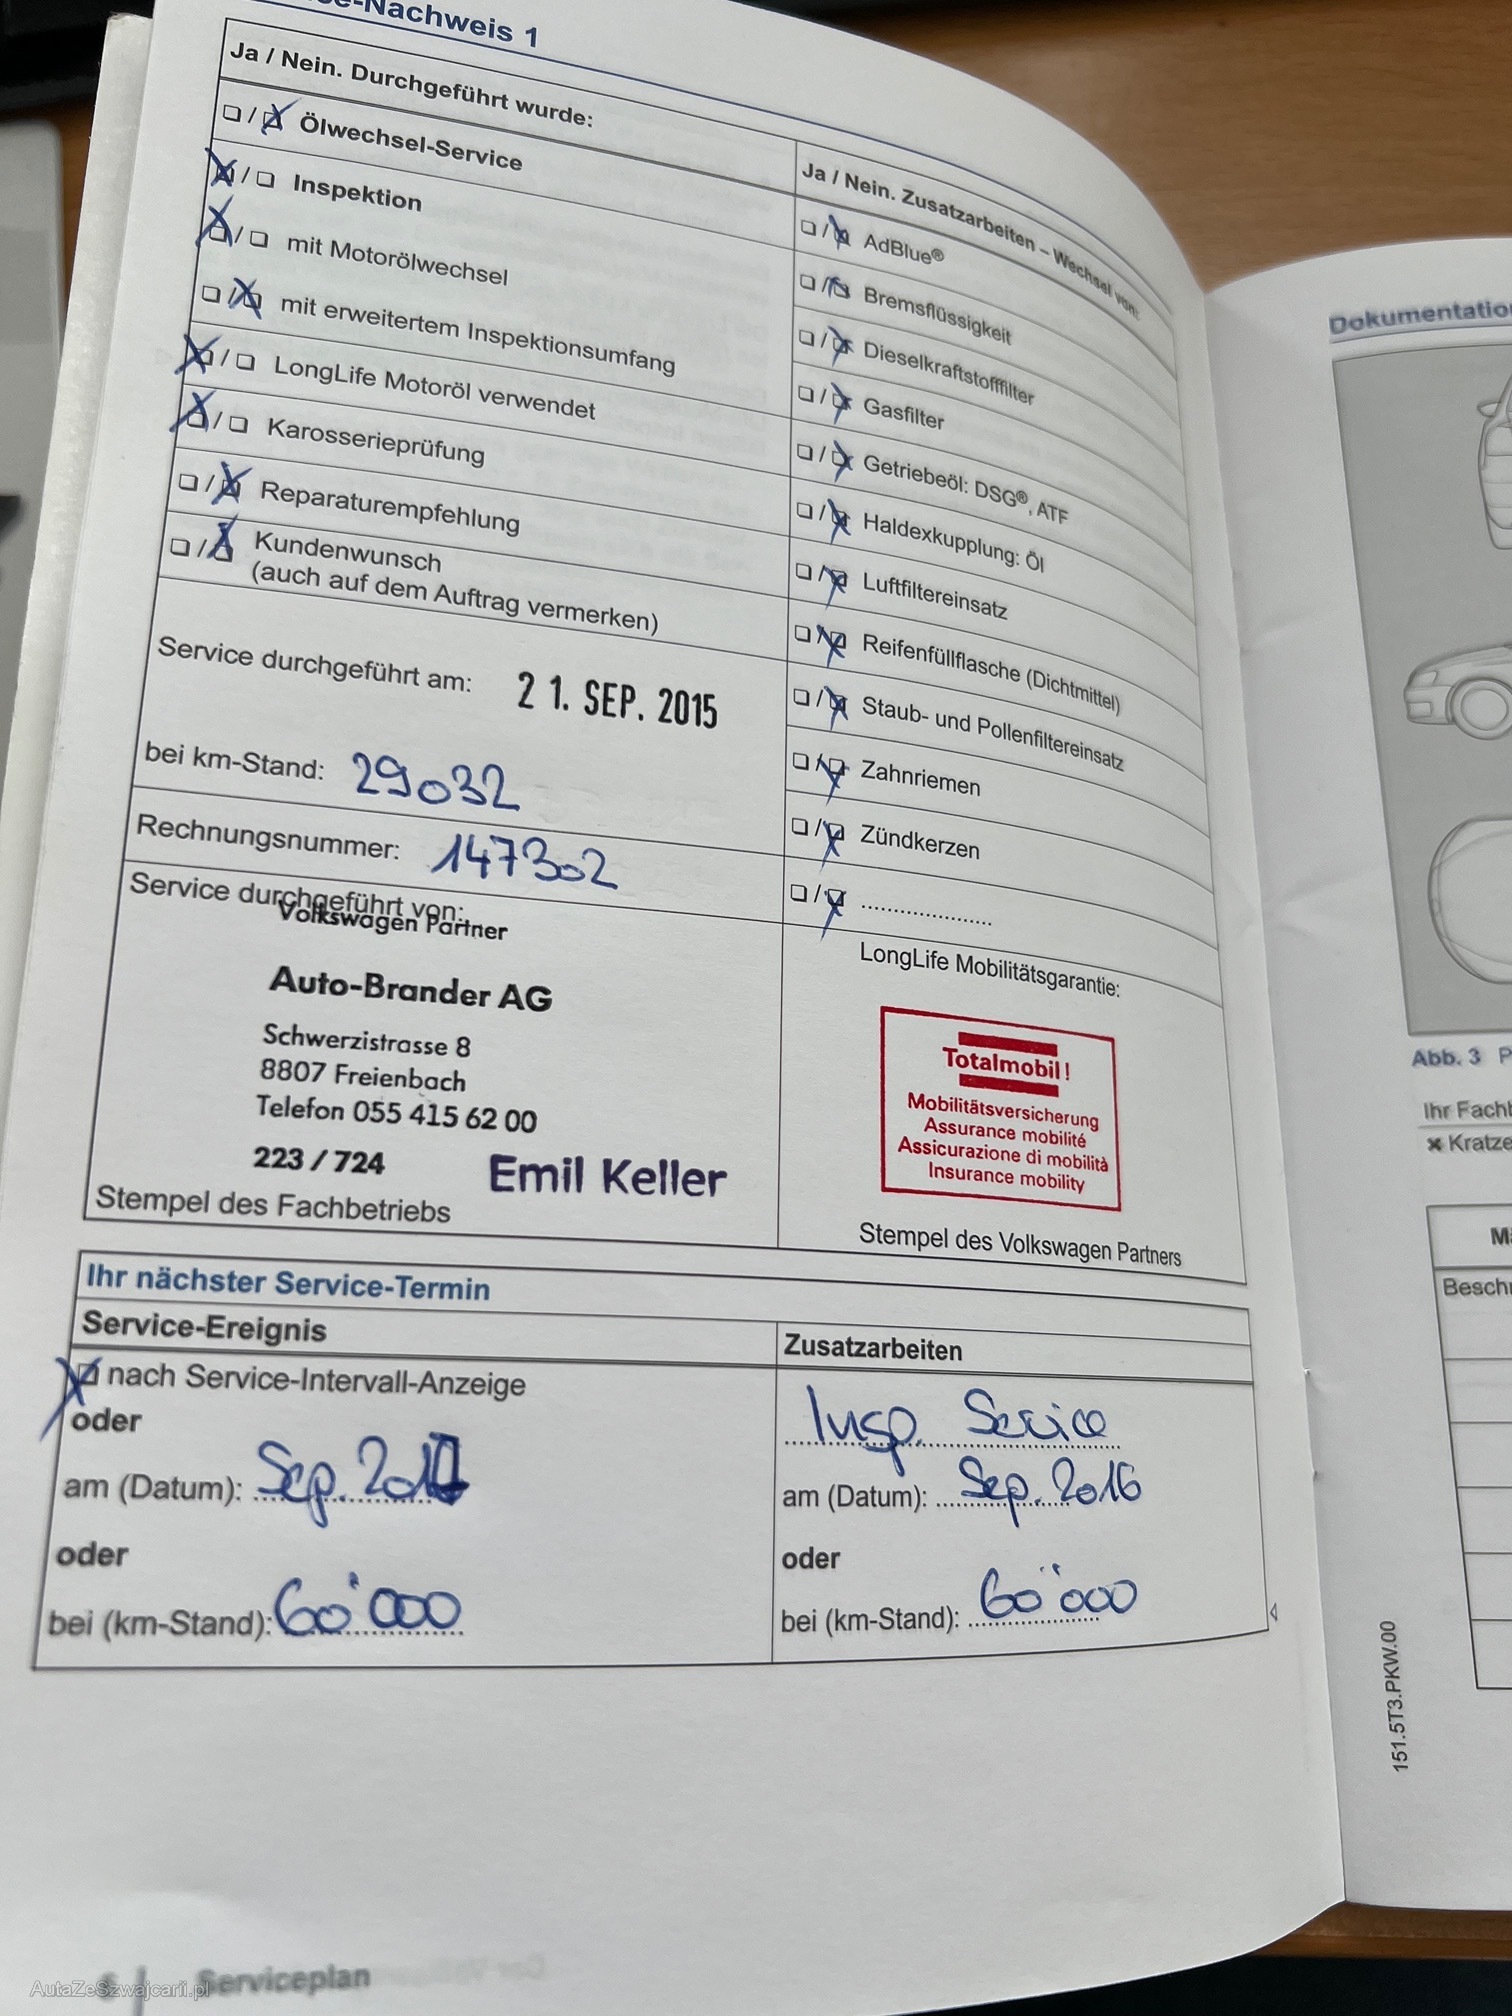 -Nachweis 1
Ja / Nein. Durchgeführt wurde:
❏ / ❏ Ölwechsel-Service
❏ / ❏ Inspektion
❏ / ❏ mit Motorölwechsel
❏ / ❏ mit erweitertem Inspektionsumfang
❏ / ❏ LongLife Motoröl verwendet
❏ / ❏ Karosserieprüfung
❏ / ❏ Reparaturempfehlung
❏ / ❏ Kundenwunsch
(auch auf dem Auftrag vermerken)
Service durchgeführt am: 21. SEP. 2015
bei km-Stand: 29032
Rechnungsnummer: 147302
Service durchgeführt von:
Volkswagen Partner
Auto-Brander AG
Schwerzistrasse 8
8807 Freienbach
Telefon 055 415 62 00
223 / 724 Emil Keller
Stempel des Fachbetriebs
Ja / Nein. Zusatzarbeiten – Wechsel von:
❏ / ❏ AdBlue®
❏ / ❏ Bremsflüssigkeit
❏ / ❏ Dieselkraftstofffilter
❏ / ❏ Gasfilter
❏ / ❏ Getriebeöl: DSG®, ATF
❏ / ❏ Haldexkupplung: Öl
❏ / ❏ Luftfiltereinsatz
❏ / ❏ Reifenfüllflasche (Dichtmittel)
❏ / ❏ Staub- und Pollenfiltereinsatz
❏ / ❏ Zahnriemen
❏ / ❏ Zündkerzen
❏ / ❏ .....................
LongLife Mobilitätsgarantie:
Totalmobil!
Mobilitätsversicherung
Assurance mobilité
Assicurazione di mobilità
Insurance mobility
Stempel des Volkswagen Partners
Ihr nächster Service-Termin
Service-Ereignis
❏ nach Service-Intervall-Anzeige
oder
am (Datum): Sep. 2017
oder
bei (km-Stand): 60'000
Zusatzarbeiten
Insp. Service
am (Datum): Sep. 2016
oder
bei (km-Stand): 60'000
Serviceplan
Dokumentatio
Abb. 3 P
Ihr Fach
Kratze
Besch
151.5T3.PKW.00
AutaZeSzwajcarii.pl